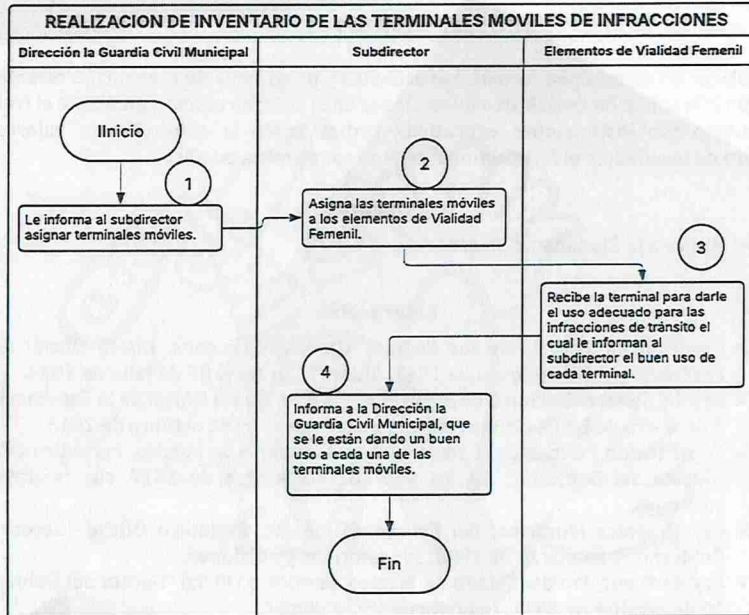 REALIZACION DE INVENTARIO DE LAS TERMINALES MOVILES DE INFRACCIONES
Dirección la Guardia Civil Municipal
Subdirector
Elementos de Vialidad Femenil
IInicio
1
Le informa al subdirector
asignar terminales móviles.
2
Asigna las terminales móviles
a los elementos de Vialidad
Femenil.
3
Recibe la terminal para darle
el uso adecuado para las
infracciones de tránsito el
cual le informan al
subdirector el buen uso de
cada terminal.
4
Informa a la Dirección la
Guardia Civil Municipal, que
se le están dando un buen
uso a cada una de las
terminales móviles.
Fin